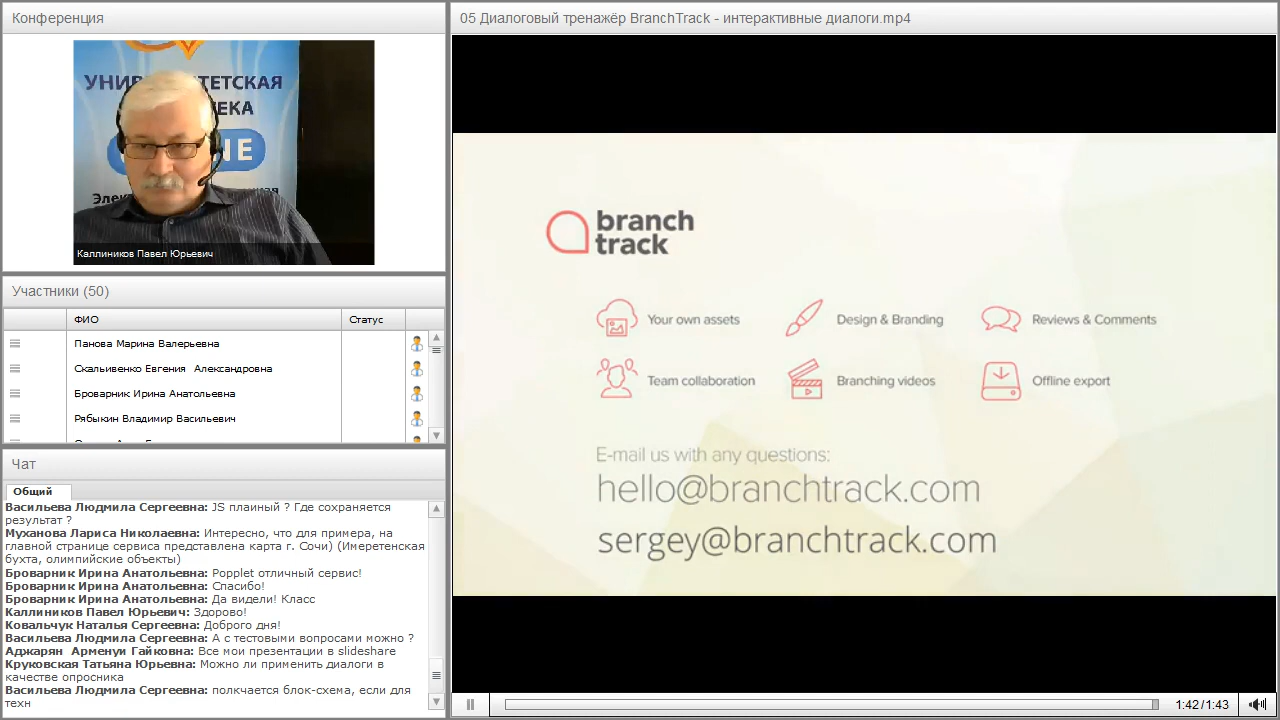 Конференция
УНИВ
ТЕТСКАЯ
ЕКА
NE
Каллиников Павел Юрьевич
Участники (50)
ФИО Статус
Панова Марина Валерьевна
Скальивенко Евгения Александровна
Броварник Ирина Анатольевна
Рябыкин Владимир Васильевич
Чат
Общий
Васильева Людмила Сергеевна: JS плаиный ? Где сохраняется
результат ?
Муханова Лариса Николаевна: Интересно, что для примера, на
главной странице сервиса представлена карта г. Сочи) (Имеретенская
бухта, олимпийские объекты)
Броварник Ирина Анатольевна: Popplet отличный сервис!
Броварник Ирина Анатольевна: Спасибо!
Броварник Ирина Анатольевна: Да видели! Класс
Каллиников Павел Юрьевич: Здорово!
Ковальчук Наталья Сергеевна: Доброго дня!
Васильева Людмила Сергеевна: А с тестовыми вопросами можно ?
Аджарян Арменуи Гайковна: Все мои презентации в slideshare
Круковская Татьяна Юрьевна: Можно ли применить диалоги в
качестве опросника
Васильева Людмила Сергеевна: полкчается блок-схема, если для
техн
05 Диалоговый тренажёр BranchTrack - интерактивные диалоги.mp4
branch
track
Your own assets Design & Branding Reviews & Comments
Team collaboration Branching videos Offline export
E-mail us with any questions:
hello@branchtrack.com
sergey@branchtrack.com
1:42/1:43